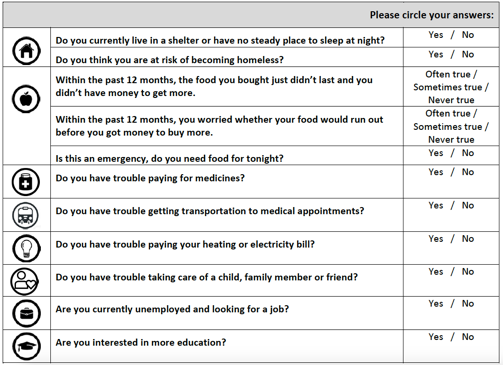 Please circle your answers:
Do you currently live in a shelter or have no steady place to sleep at night?
Yes / No
Do you think you are at risk of becoming homeless?
Yes / No
Within the past 12 months, the food you bought just didn't last and you
didn't have money to get more.
Often true /
Sometimes true /
Never true
Within the past 12 months, you worried whether your food would run out
before you got money to buy more.
Often true /
Sometimes true /
Never true
Is this an emergency, do you need food for tonight?
Yes / No
Do you have trouble paying for medicines?
Yes / No
Do you have trouble getting transportation to medical appointments?
Yes / No
Do you have trouble paying your heating or electricity bill?
Yes / No
Do you have trouble taking care of a child, family member or friend?
Yes / No
Are you currently unemployed and looking for a job?
Yes / No
Are you interested in more education?
Yes / No